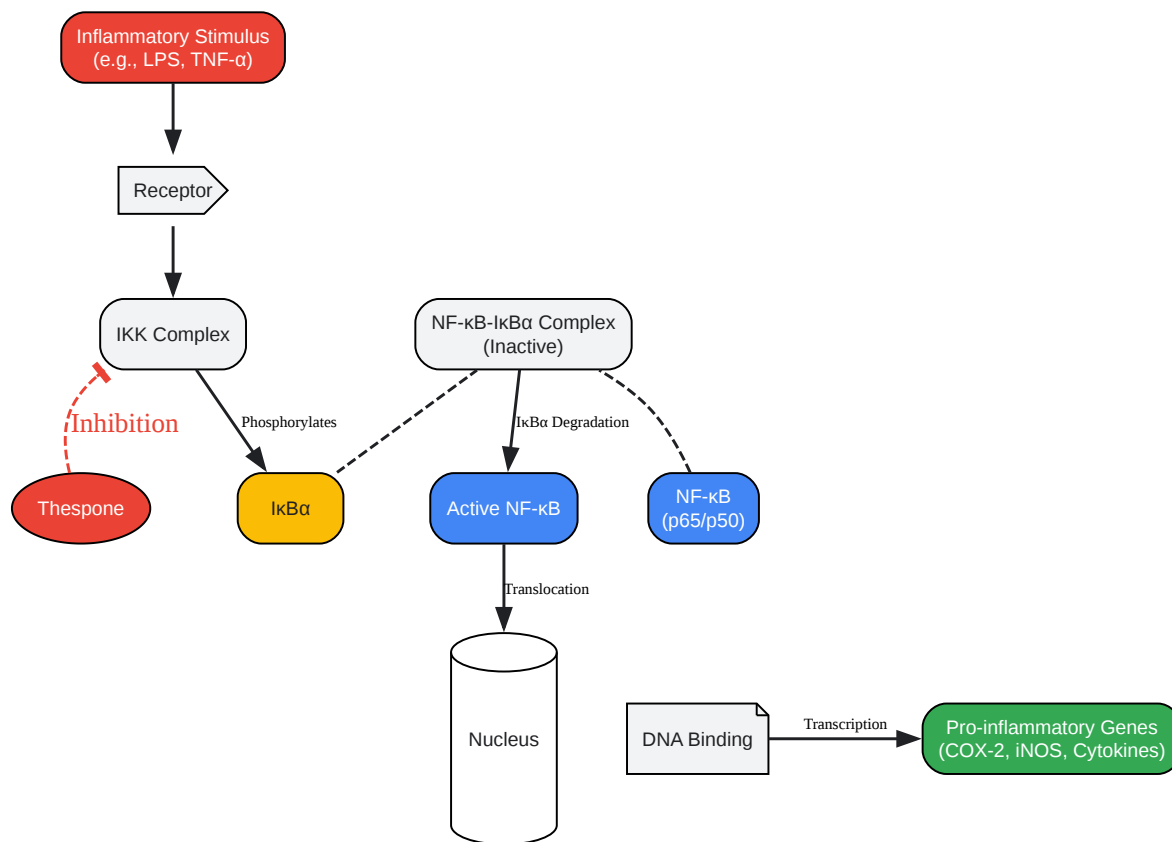 Inflammatory Stimulus
(e.g., LPS, TNF-α)
Receptor
IKK Complex
NF-κB-IκBα Complex
(Inactive)
Inhibition
Phosphorylates
IκBα Degradation
Thespone
IκBα
Active NF-κB
NF-κB
(p65/p50)
Translocation
Nucleus
DNA Binding
Transcription
Pro-inflammatory Genes
(COX-2, iNOS, Cytokines)